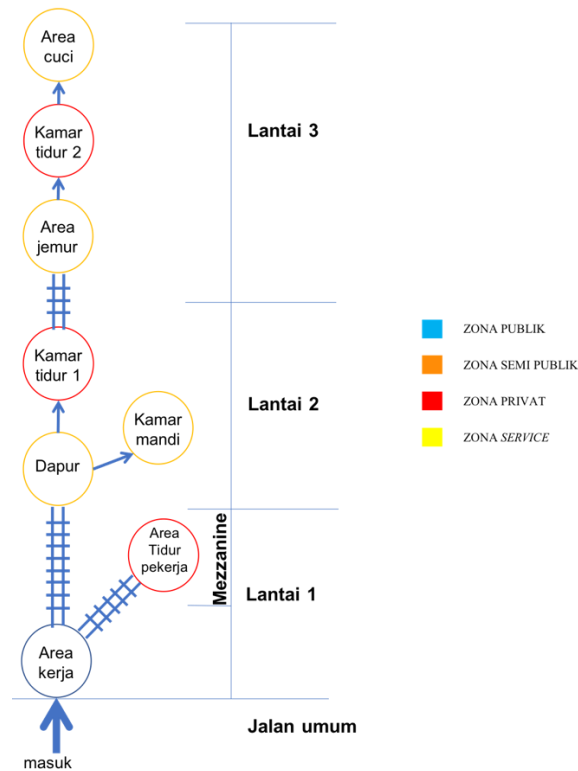 Area
cuci
Kamar
tidur 2
Lantai 3
Area
jemur
Kamar
tidur 1
Kamar
mandi
Lantai 2
Dapur
Area
Tidur
pekerja
Mezzanine
Lantai 1
Area
kerja
Jalan umum
masuk
ZONA PUBLIK
ZONA SEMI PUBLIK
ZONA PRIVAT
ZONA SERVICE